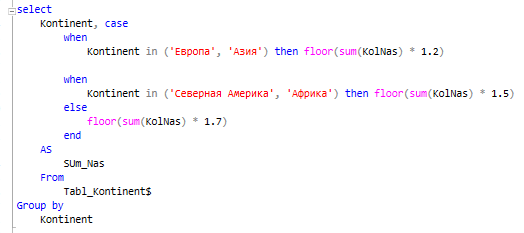 select
Kontinent, case
when
Kontinent in ('Европа', 'Азия') then floor(sum(KolNas) * 1.2)
when
Kontinent in ('Северная Америка', 'Африка') then floor(sum(KolNas) * 1.5)
else
floor(sum(KolNas) * 1.7)
end
AS
SUm_Nas
From
Tabl_Kontinent$
Group by
Kontinent